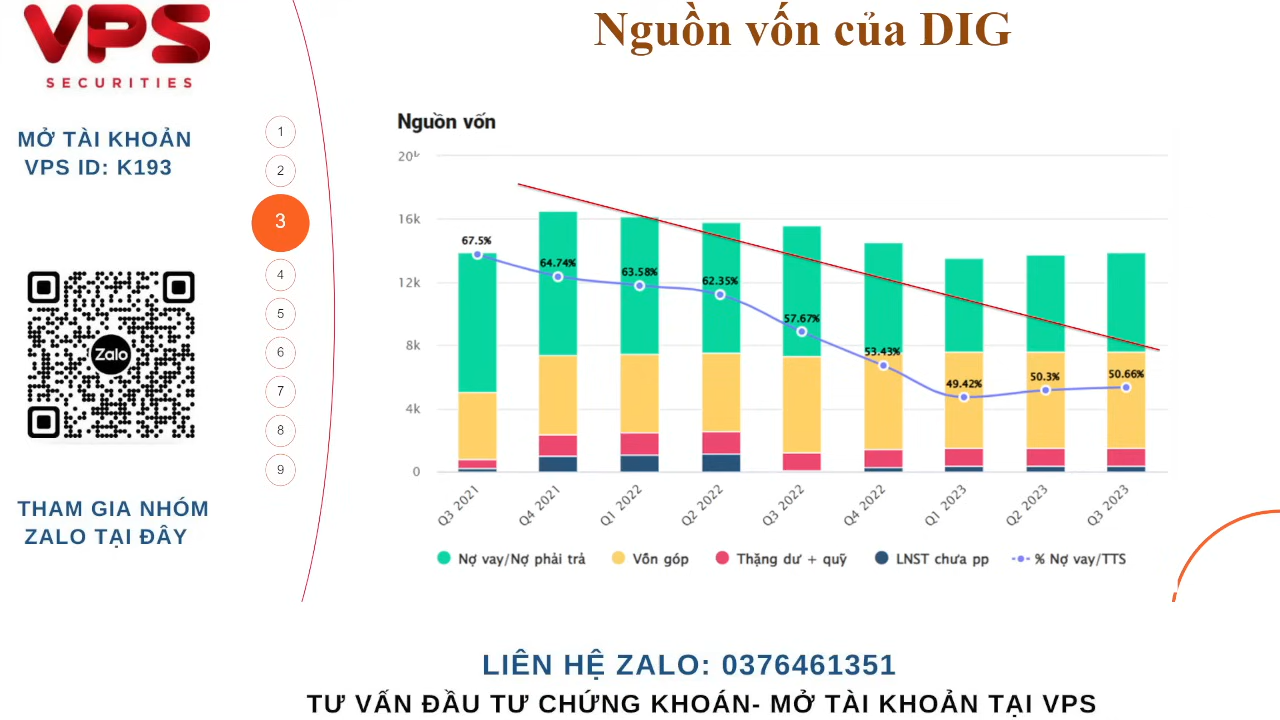 VPS
SECURITIES
MỞ TÀI KHOẢN
VPS ID: K193
Zalo
THAM GIA NHÓM
ZALO TẠI ĐÂY
1
2
3
4
5
6
7
8
9
Nguồn vốn của DIG
Nguồn vốn
20k
16k
12k
8k
4k
0
67.5%
64.74%
63.58%
62.35%
57.67%
53.43%
49.42%
50.3%
50.66%
Q3 2021
Q4 2021
Q1 2022
Q2 2022
Q3 2022
Q4 2022
Q1 2023
Q2 2023
Q3 2023
Nợ vay/Nợ phải trả Vốn góp Thặng dư + quỹ LNST chưa pp % Nợ vay/TTS
LIÊN HỆ ZALO: 0376461351
TƯ VẤN ĐẦU TƯ CHỨNG KHOÁN- MỞ TÀI KHOẢN TẠI VPS